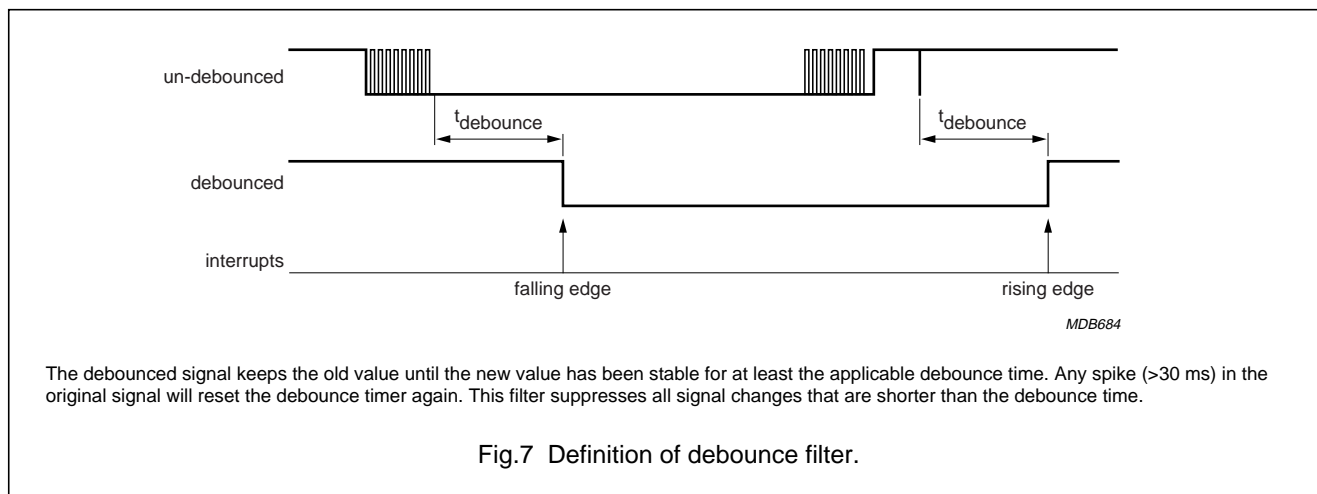 un-debounced
tdebounce
tdebounce
debounced
interrupts
falling edge
rising edge
MDB684
The debounced signal keeps the old value until the new value has been stable for at least the applicable debounce time. Any spike (>30 ms) in the
original signal will reset the debounce timer again. This filter suppresses all signal changes that are shorter than the debounce time.
Fig.7 Definition of debounce filter.